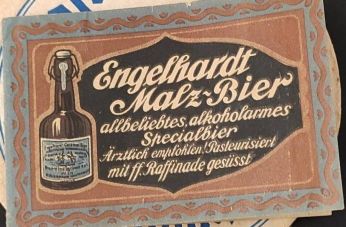 Engelhardt
Malz-Bier
allbeliebtes, alkoholarmes
Specialbier
Ärztlich empfohlen! Pasteurisiert
mit ff. Raffinade gesüsst